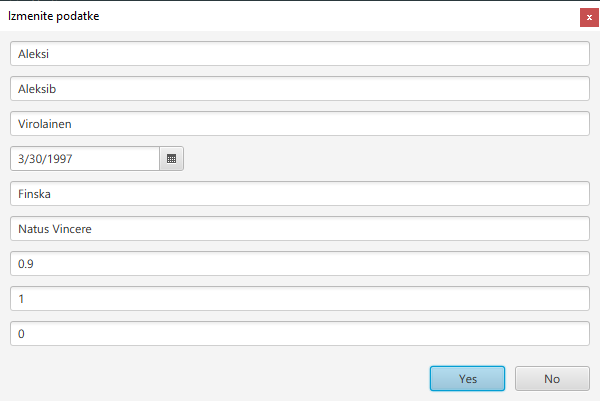 Izmenite podatke
x
Aleksi
Aleksib
Virolainen
3/30/1997
Finska
Natus Vincere
0.9
1
0
Yes No